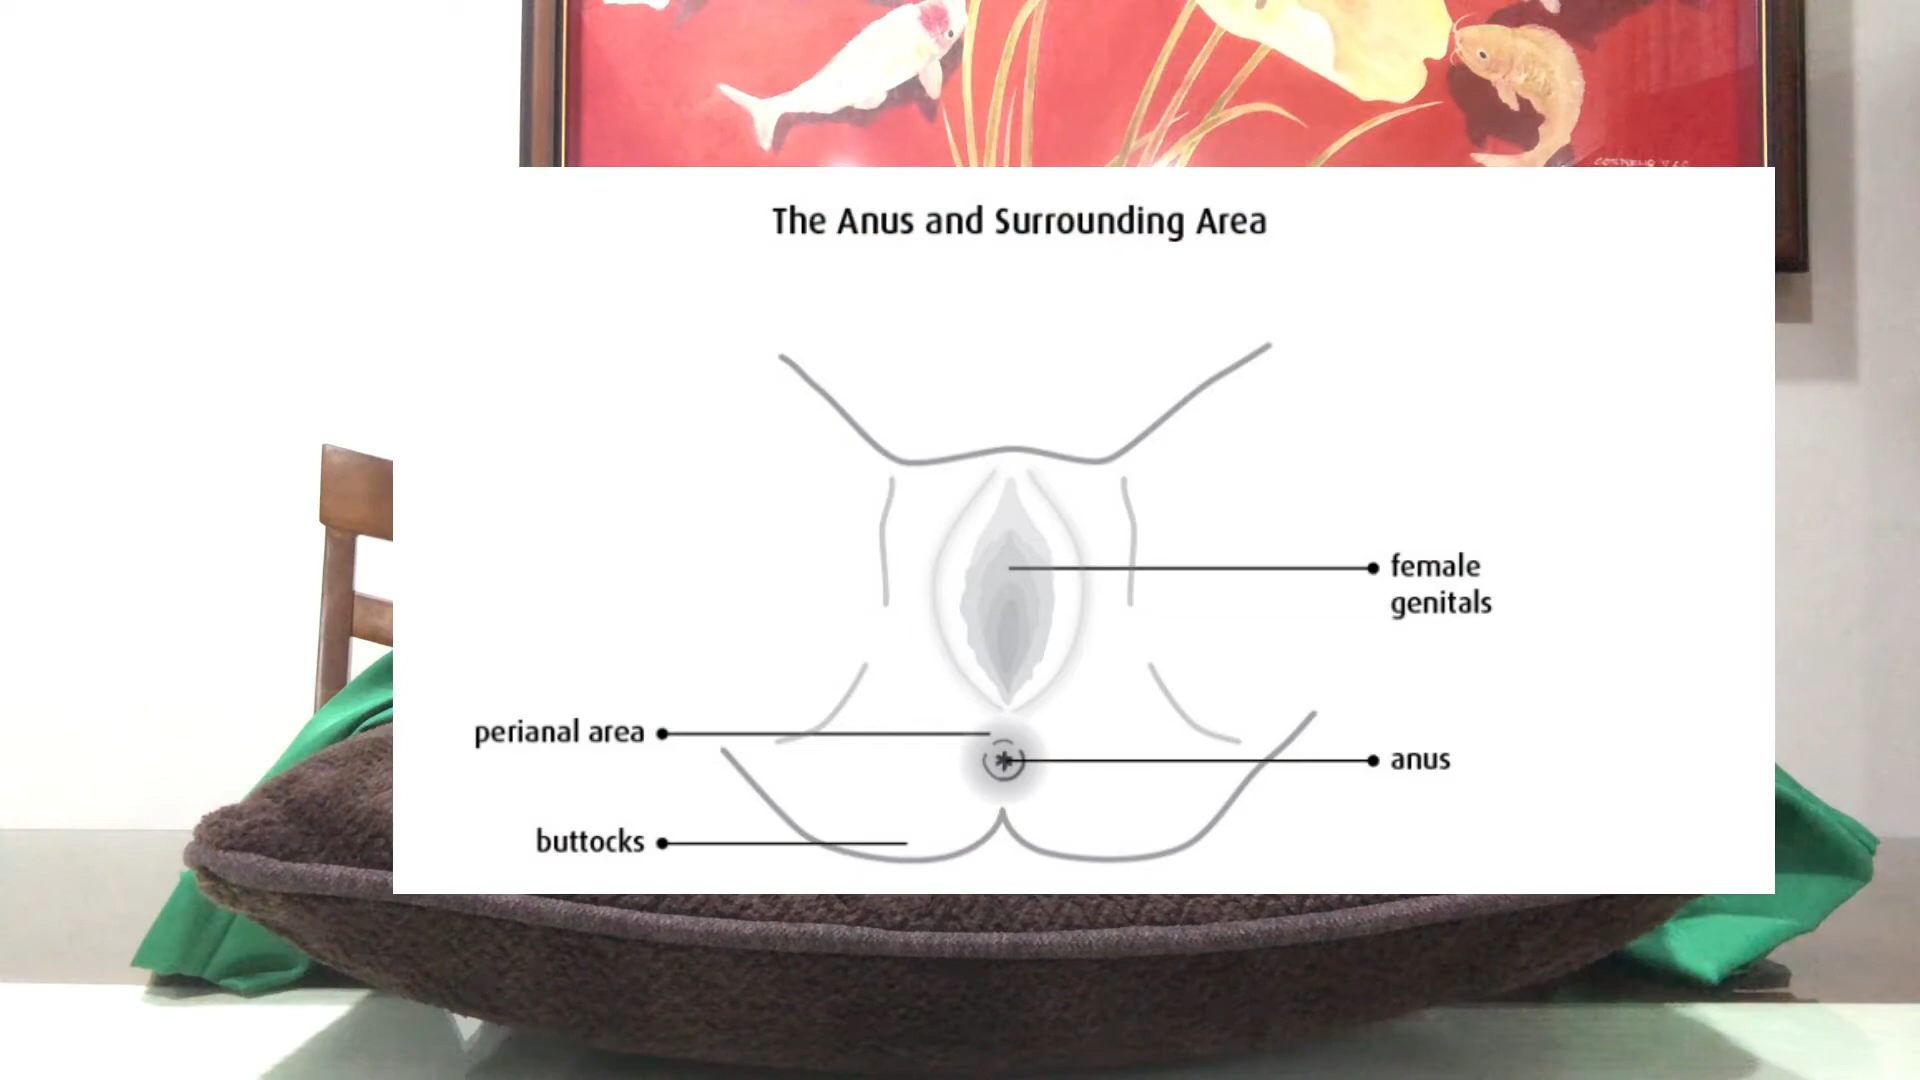 The Anus and Surrounding Area
female
genitals
perianal area
anus
buttocks